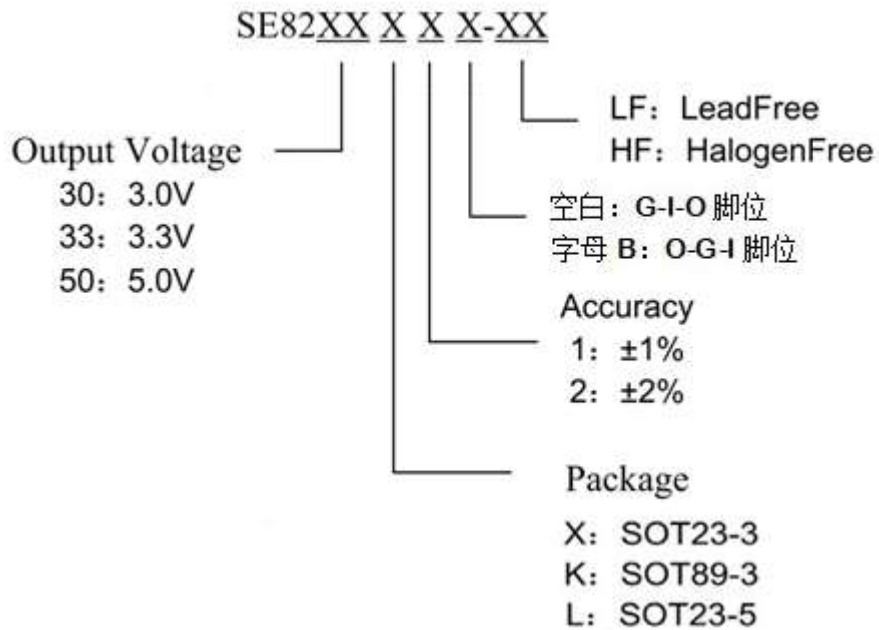 SE82XX X X X-XX
LF：LeadFree
HF：HalogenFree
Output Voltage
30：3.0V
33：3.3V
50：5.0V
空白：G-I-O 脚位
字母 B：O-G-I 脚位
Accuracy
1：±1%
2：±2%
Package
X：SOT23-3
K：SOT89-3
L：SOT23-5